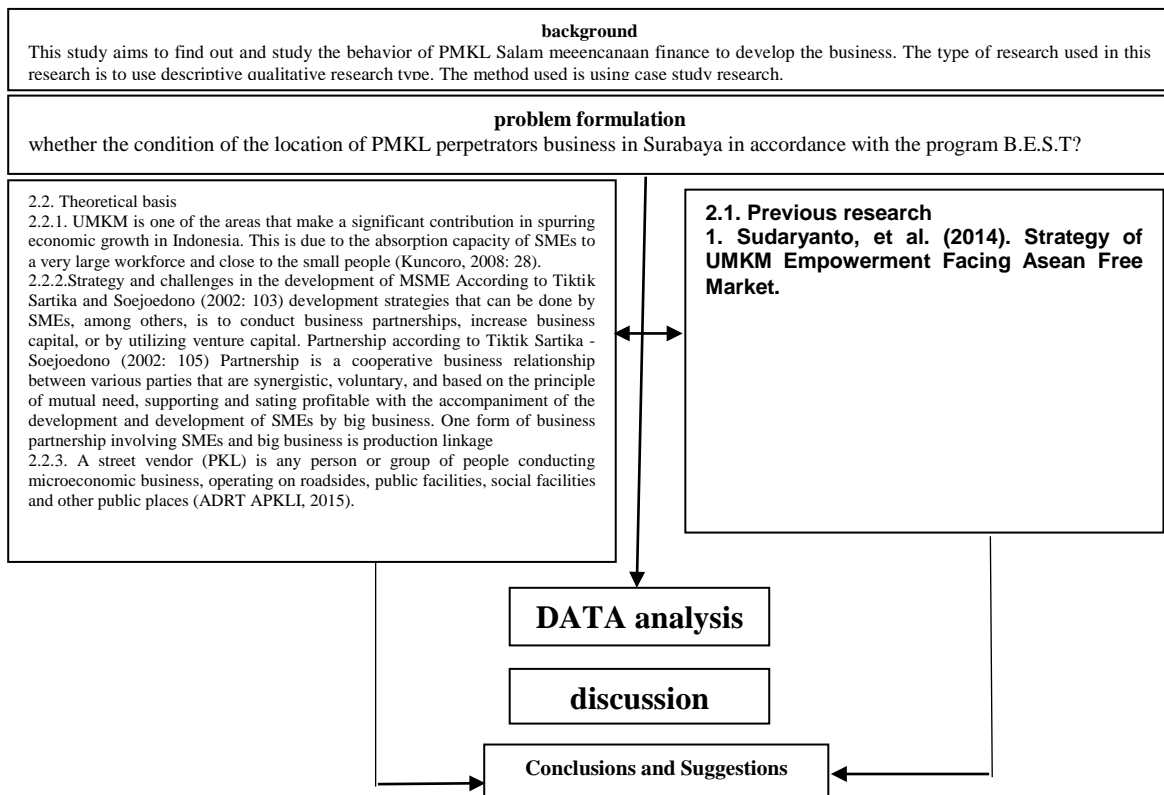 background
This study aims to find out and study the behavior of PMKL Salam meeencanaan finance to develop the business. The type of research used in this
research is to use descriptive qualitative research type. The method used is using case study research.
problem formulation
whether the condition of the location of PMKL perpetrators business in Surabaya in accordance with the program B.E.S.T?
2.2. Theoretical basis
2.2.1. UMKM is one of the areas that make a significant contribution in spurring
economic growth in Indonesia. This is due to the absorption capacity of SMEs to
a very large workforce and close to the small people (Kuncoro, 2008: 28).
2.2.2.Strategy and challenges in the development of MSME According to Tiktik
Sartika and Soejoedono (2002: 103) development strategies that can be done by
SMEs, among others, is to conduct business partnerships, increase business
capital, or by utilizing venture capital. Partnership according to Tiktik Sartika -
Soejoedono (2002: 105) Partnership is a cooperative business relationship
between various parties that are synergistic, voluntary, and based on the principle
of mutual need, supporting and sating profitable with the accompaniment of the
development and development of SMEs by big business. One form of business
partnership involving SMEs and big business is production linkage
2.2.3. A street vendor (PKL) is any person or group of people conducting
microeconomic business, operating on roadsides, public facilities, social facilities
and other public places (ADRT APKLI, 2015).
2.1. Previous research
1. Sudaryanto, et al. (2014). Strategy of
UMKM Empowerment Facing Asean Free
Market.
DATA analysis
discussion
Conclusions and Suggestions